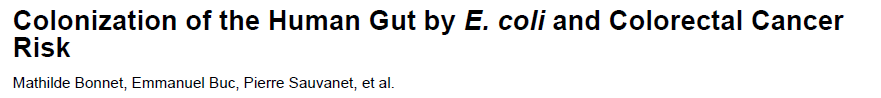 Colonization of the Human Gut by E. coli and Colorectal Cancer
Risk
Mathilde Bonnet, Emmanuel Buc, Pierre Sauvanet, et al.